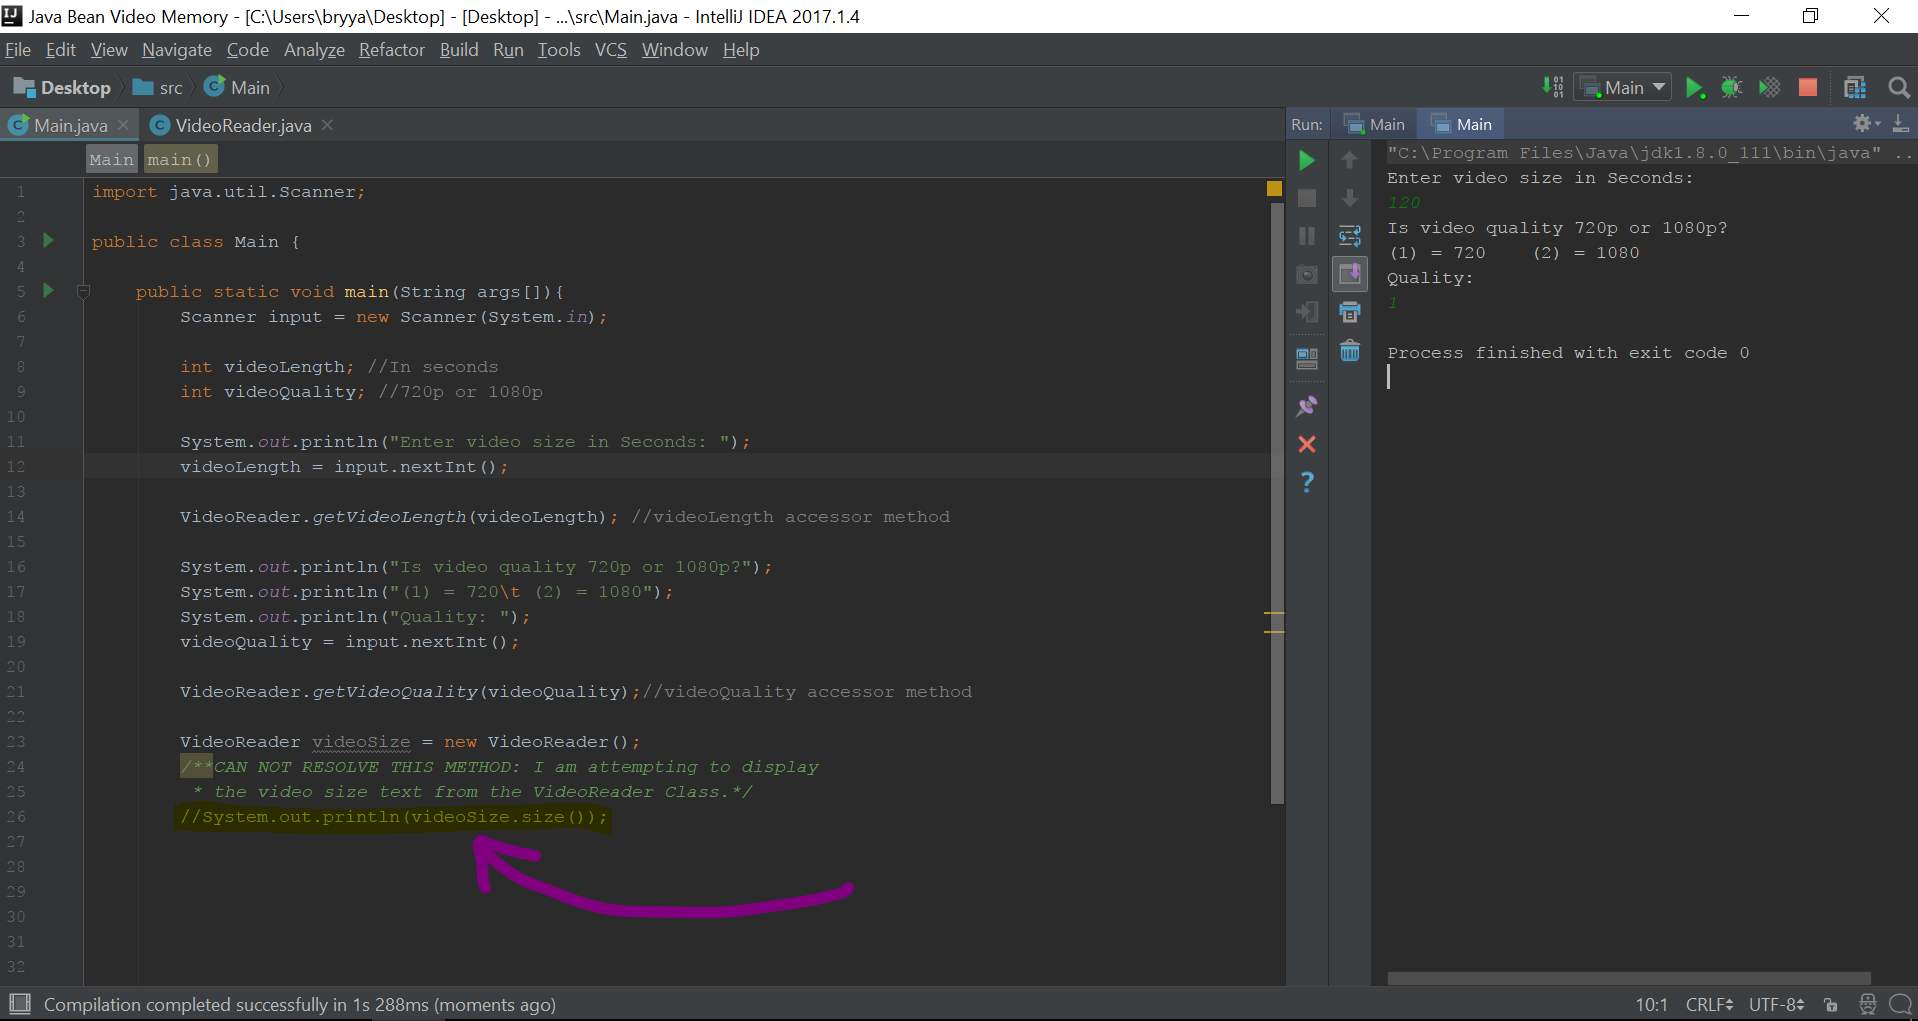 Java Bean Video Memory - [C:\Users\bryya\Desktop] - [Desktop] - ...\src\Main.java - IntelliJ IDEA 2017.1.4
File Edit View Navigate Code Analyze Refactor Build Run Tools VCS Window Help
Desktop src Main
Main
Main.java VideoReader.java
Run: Main Main
Main main()
1 import java.util.Scanner;
2
3 public class Main {
4
5 public static void main(String args[]){
6 Scanner input = new Scanner(System.in);
7
8 int videoLength; //In seconds
9 int videoQuality; //720p or 1080p
10
11 System.out.println("Enter video size in Seconds: ");
12 videoLength = input.nextInt();
13
14 VideoReader.getVideoLength(videoLength); //videoLength accessor method
15
16 System.out.println("Is video quality 720p or 1080p?");
17 System.out.println("(1) = 720\t (2) = 1080");
18 System.out.println("Quality: ");
19 videoQuality = input.nextInt();
20
21 VideoReader.getVideoQuality(videoQuality);//videoQuality accessor method
22
23 VideoReader videoSize = new VideoReader();
24 /**CAN NOT RESOLVE THIS METHOD: I am attempting to display
25 * the video size text from the VideoReader Class.*/
26 //System.out.println(videoSize.size());
27
28
29
30
31
32
"C:\Program Files\Java\jdk1.8.0_111\bin\java" ..
Enter video size in Seconds:
120
Is video quality 720p or 1080p?
(1) = 720 (2) = 1080
Quality:
1
Process finished with exit code 0
Compilation completed successfully in 1s 288ms (moments ago)
10:1 CRLF UTF-8